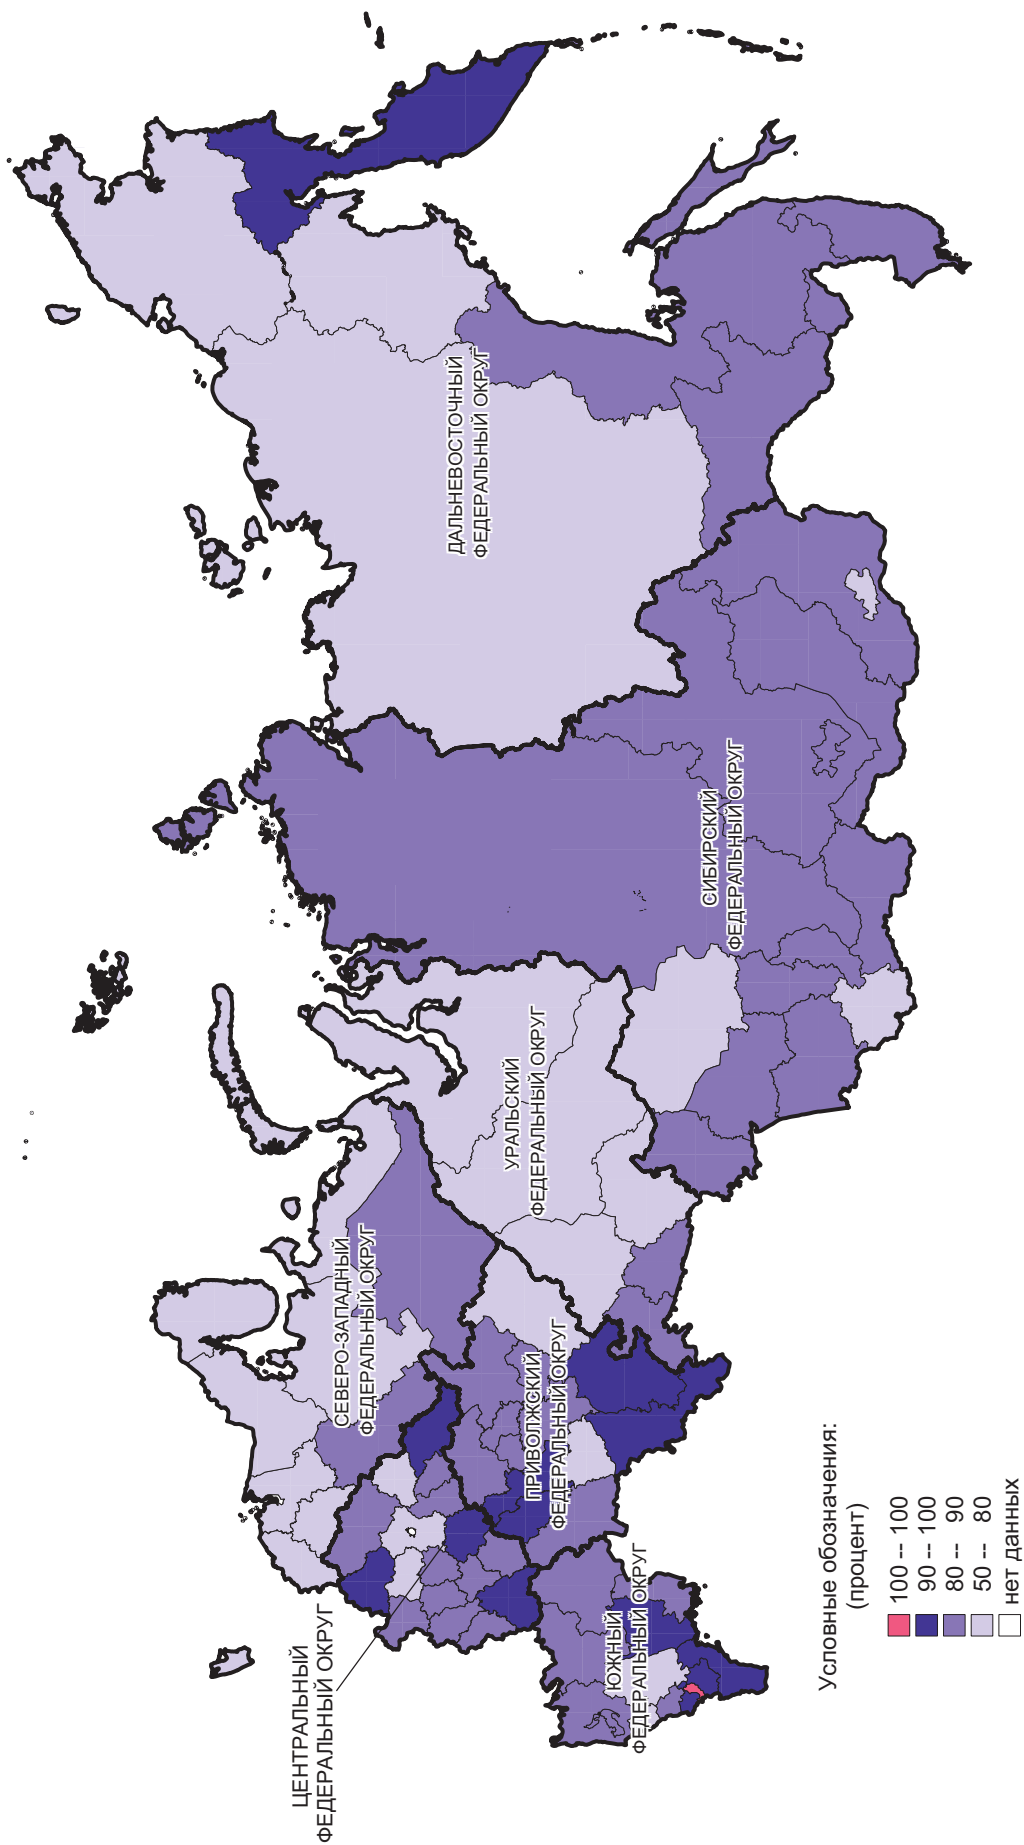 ДАЛЬНЕВОСТОЧНЫЙ
ФЕДЕРАЛЬНЫЙ ОКРУГ
СИБИРСКИЙ
ФЕДЕРАЛЬНЫЙ ОКРУГ
УРАЛЬСКИЙ
ФЕДЕРАЛЬНЫЙ ОКРУГ
СЕВЕРО-ЗАПАДНЫЙ
ФЕДЕРАЛЬНЫЙ ОКРУГ
ПРИВОЛЖСКИЙ
ФЕДЕРАЛЬНЫЙ ОКРУГ
ЦЕНТРАЛЬНЫЙ
ФЕДЕРАЛЬНЫЙ ОКРУГ
ЮЖНЫЙ
ФЕДЕРАЛЬНЫЙ ОКРУГ
Условные обозначения:
(процент)
100 -- 100
90 -- 100
80 -- 90
50 -- 80
нет данных